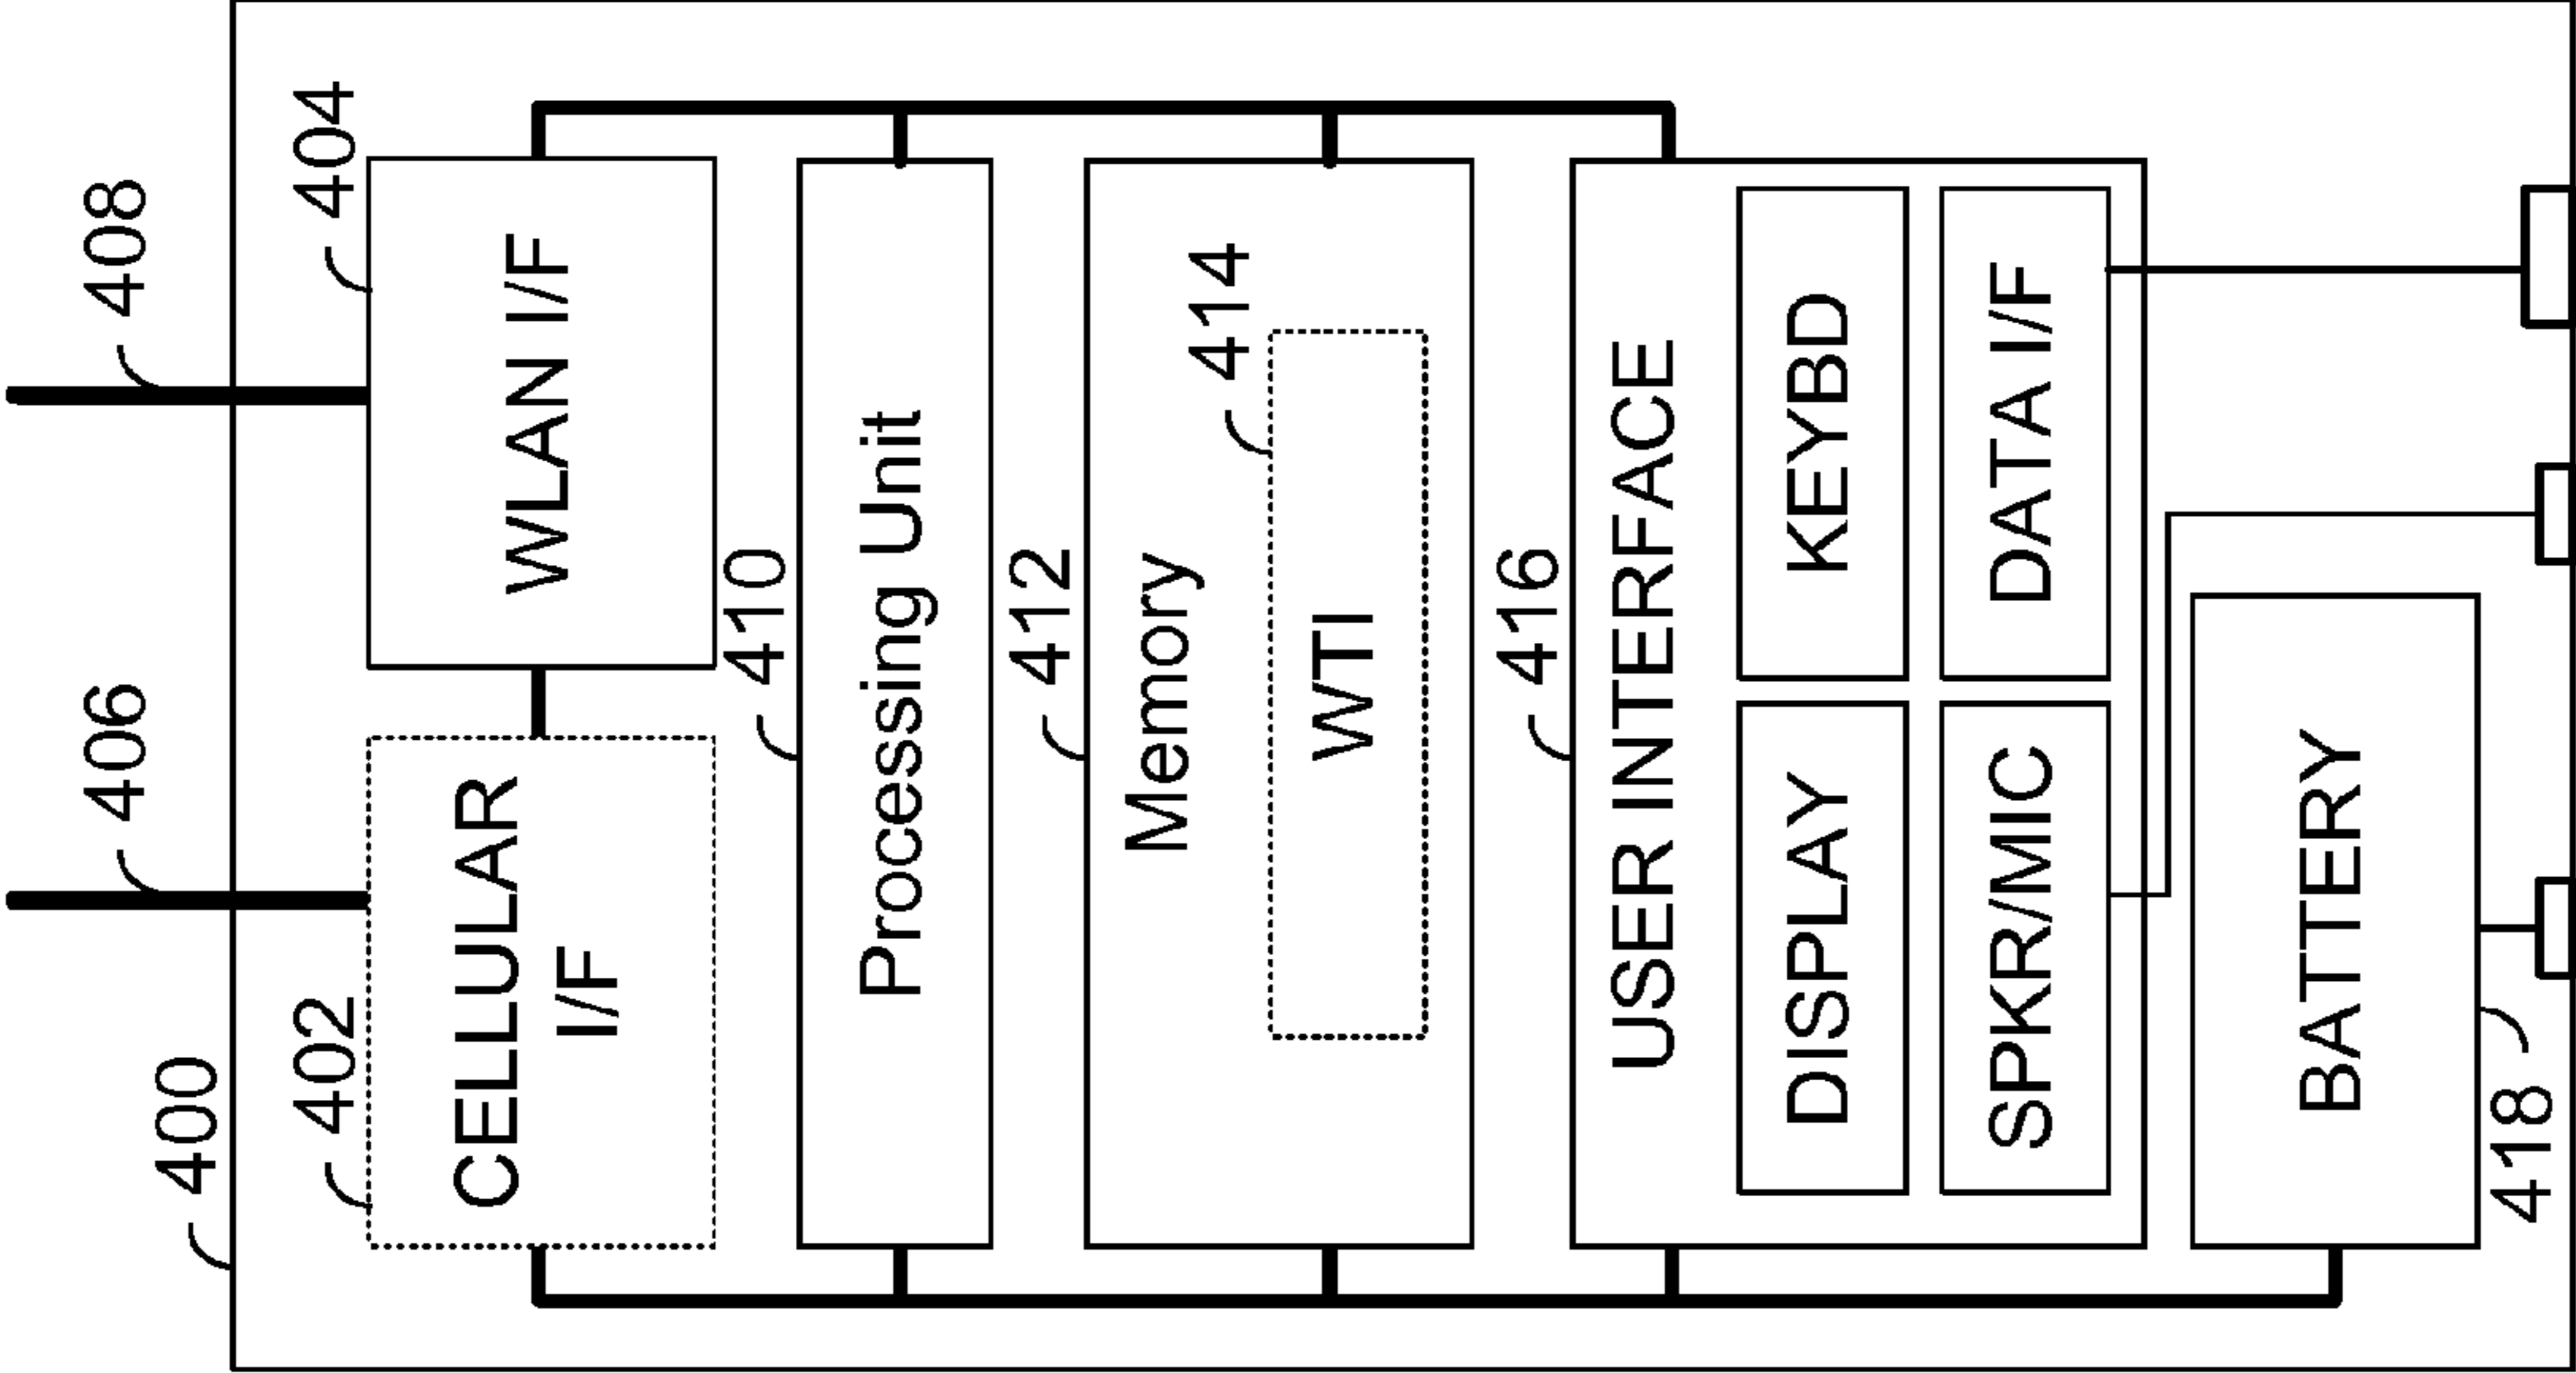 408
406
400
404
402
WLAN I/F
CELLULAR
I/F
410
Processing Unit
412
Memory
414
WTI
416
USER INTERFACE
DISPLAY
KEYBD
SPKR/MIC
DATA I/F
BATTERY
418